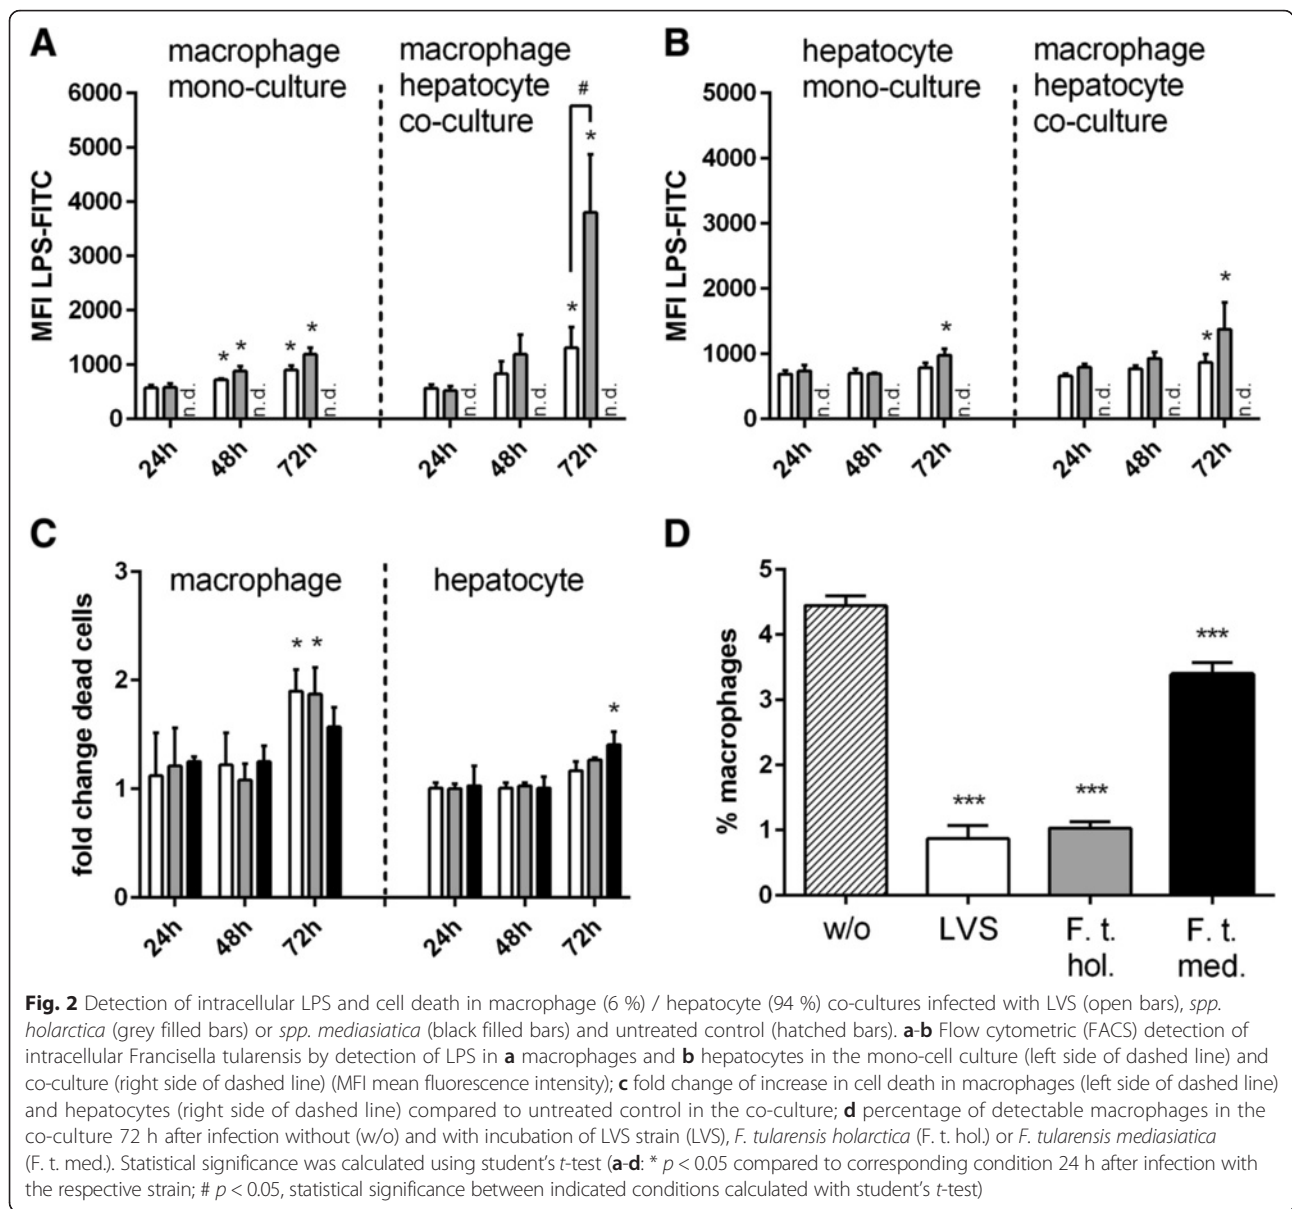 A
macrophage
mono-culture
macrophage
hepatocyte
co-culture
#
MFI LPS-FITC
6000
5000
4000
3000
2000
1000
0
* * * * * *
n.d. n.d. n.d. n.d. n.d. n.d.
24h 48h 72h 24h 48h 72h
B
hepatocyte
mono-culture
macrophage
hepatocyte
co-culture
MFI LPS-FITC
5000
4000
3000
2000
1000
0
* * *
n.d. n.d. n.d. n.d. n.d. n.d.
24h 48h 72h 24h 48h 72h
C
macrophage hepatocyte
fold change dead cells
3
2
1
0
* * *
24h 48h 72h 24h 48h 72h
D
% macrophages
5
4
3
2
1
0
*** *** ***
w/o LVS F. t. F. t.
hol. med.
Fig. 2 Detection of intracellular LPS and cell death in macrophage (6 %) / hepatocyte (94 %) co-cultures infected with LVS (open bars), spp.
holarctica (grey filled bars) or spp. mediasiatica (black filled bars) and untreated control (hatched bars). a-b Flow cytometric (FACS) detection of
intracellular Francisella tularensis by detection of LPS in a macrophages and b hepatocytes in the mono-cell culture (left side of dashed line) and
co-culture (right side of dashed line) (MFI mean fluorescence intensity); c fold change of increase in cell death in macrophages (left side of dashed line)
and hepatocytes (right side of dashed line) compared to untreated control in the co-culture; d percentage of detectable macrophages in the
co-culture 72 h after infection without (w/o) and with incubation of LVS strain (LVS), F. tularensis holarctica (F. t. hol.) or F. tularensis mediasiatica
(F. t. med.). Statistical significance was calculated using student's t-test (a-d: * p < 0.05 compared to corresponding condition 24 h after infection with
the respective strain; # p < 0.05, statistical significance between indicated conditions calculated with student's t-test)